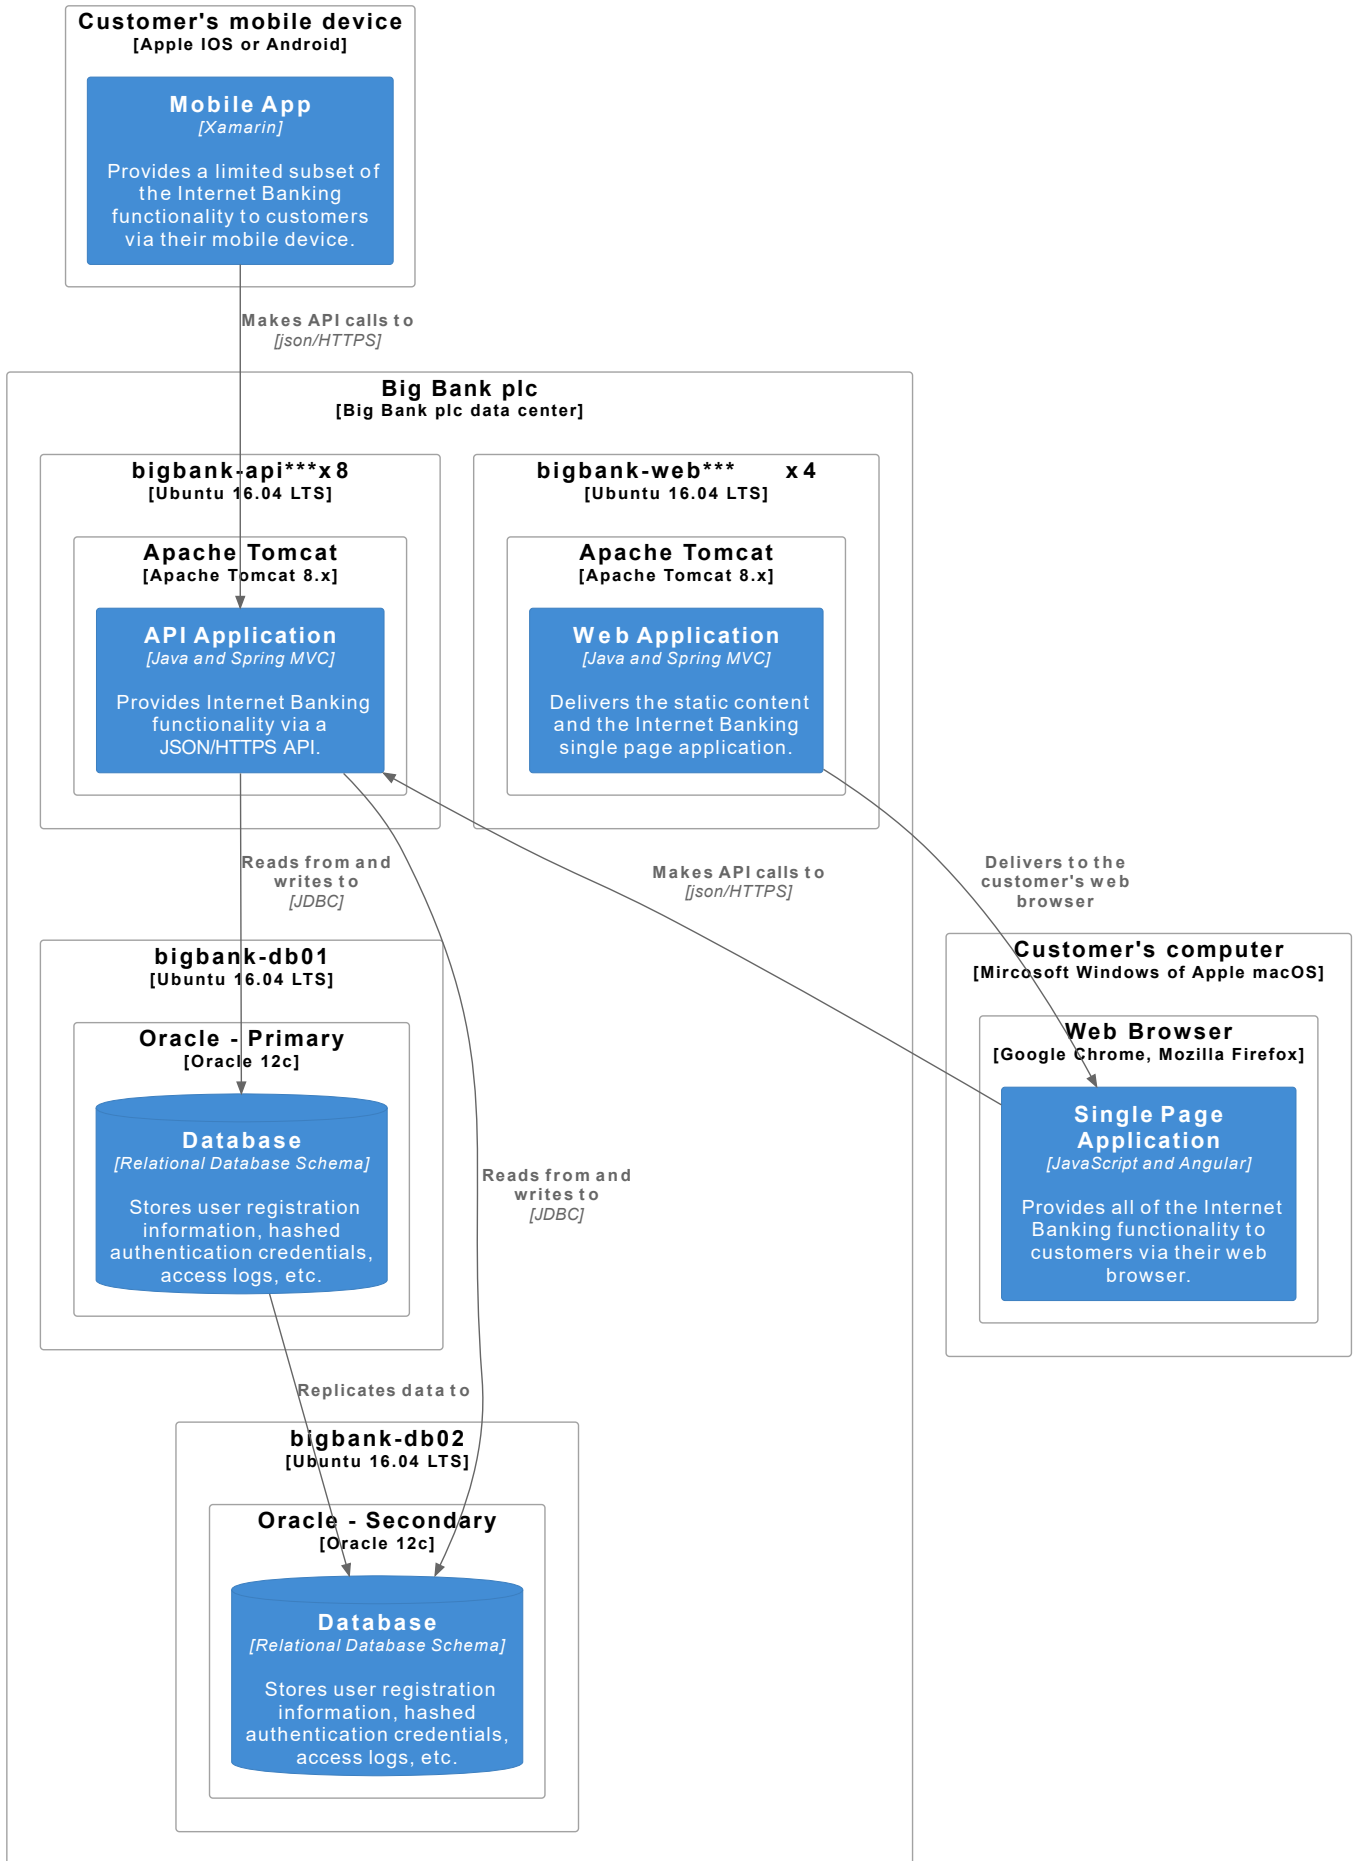 Customer's mobile device
[Apple IOS or Android]
Mobile App
[Xamarin]
Provides a limited subset of
the Internet Banking
functionality to customers
via their mobile device.
Makes API calls to
[json/HTTPS]
Big Bank plc
[Big Bank plc data center]
bigbank-api***x 8
[Ubuntu 16.04 LTS]
Apache Tomcat
[Apache Tomcat 8.x]
API Application
[Java and Spring MVC]
Provides Internet Banking
functionality via a
JSON/HTTPS API.
bigbank-web*** x 4
[Ubuntu 16.04 LTS]
Apache Tomcat
[Apache Tomcat 8.x]
Web Application
[Java and Spring MVC]
Delivers the static content
and the Internet Banking
single page application.
Reads from and
writes to
[JDBC]
Makes API calls to
[json/HTTPS]
Delivers to the
customer's web
browser
bigbank-db01
[Ubuntu 16.04 LTS]
Oracle - Primary
[Oracle 12c]
Database
[Relational Database Schema]
Stores user registration
information, hashed
authentication credentials,
access logs, etc.
Reads from and
writes to
[JDBC]
Customer's computer
[Mircosoft Windows of Apple macOS]
Web Browser
[Google Chrome, Mozilla Firefox]
Single Page
Application
[JavaScript and Angular]
Provides all of the Internet
Banking functionality to
customers via their web
browser.
Replicates data to
bigbank-db02
[Ubuntu 16.04 LTS]
Oracle - Secondary
[Oracle 12c]
Database
[Relational Database Schema]
Stores user registration
information, hashed
authentication credentials,
access logs, etc.